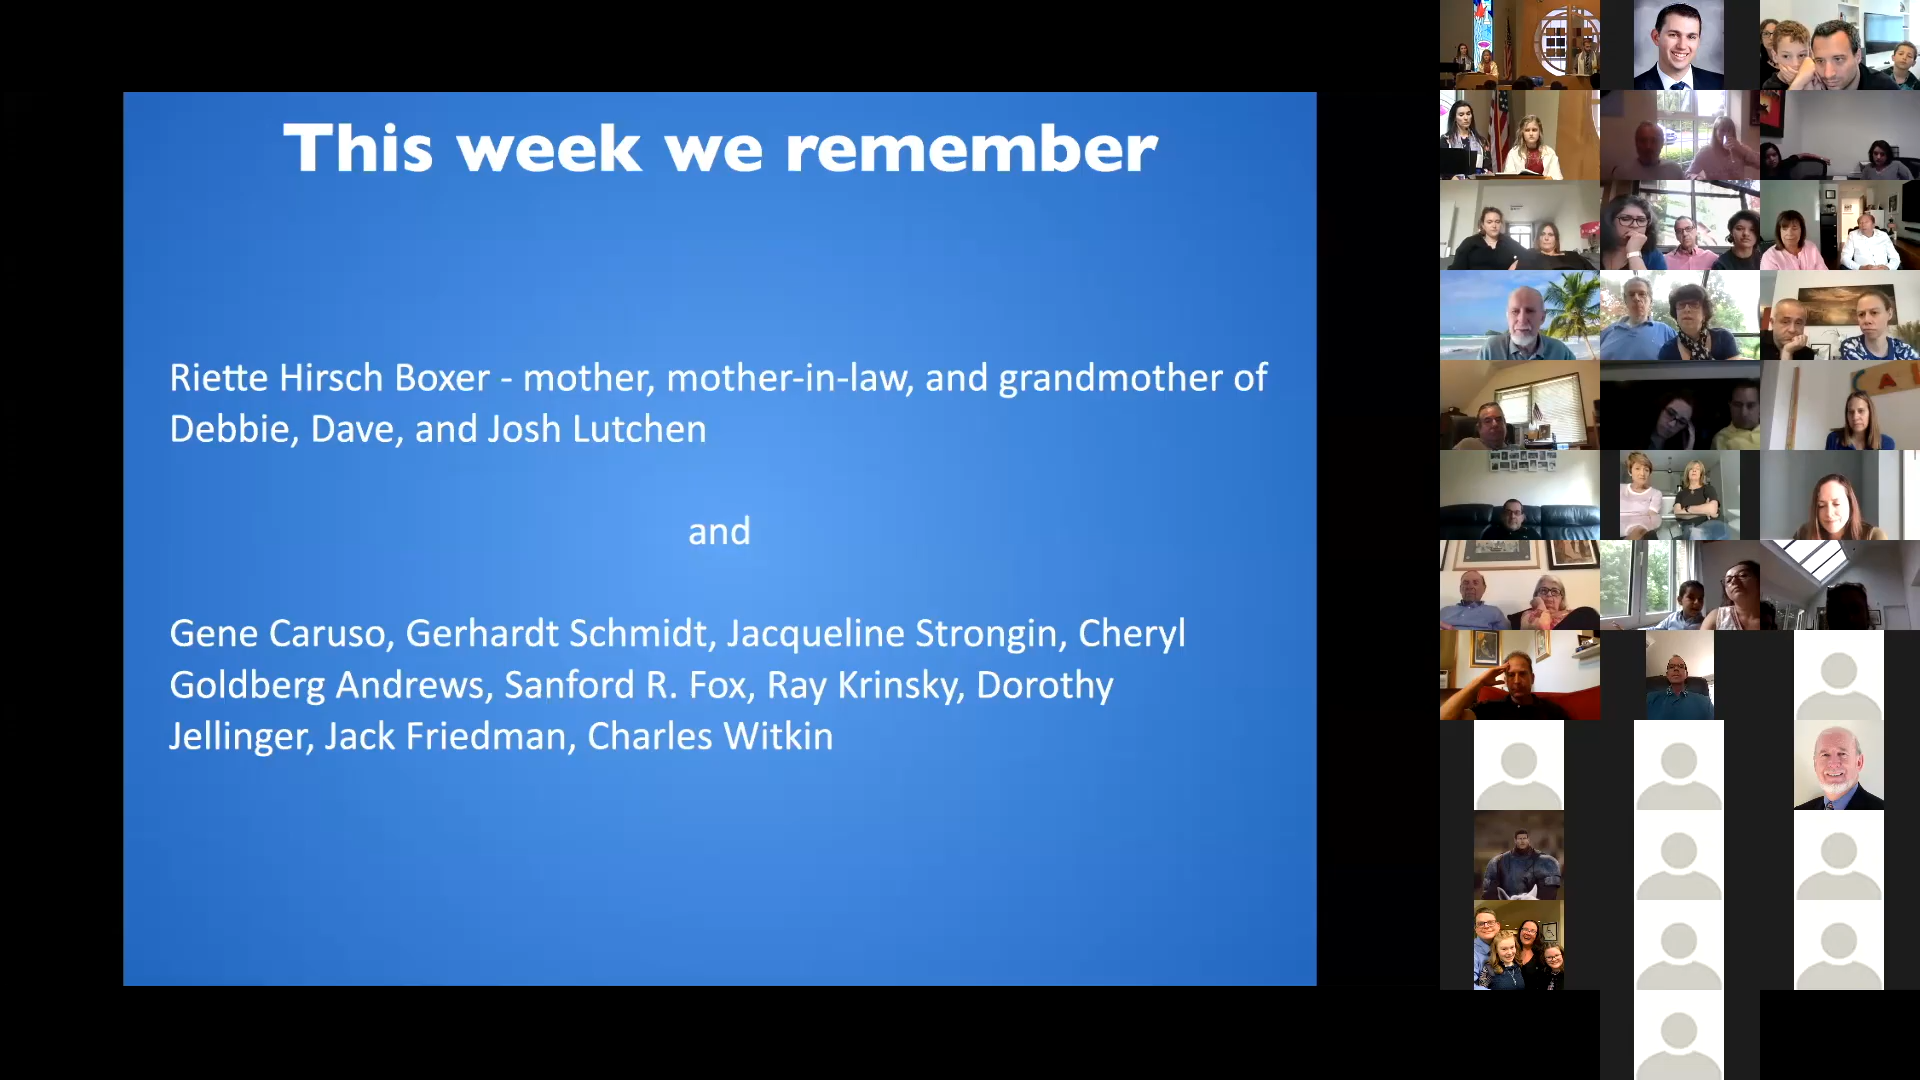 This week we remember
Riette Hirsch Boxer - mother, mother-in-law, and grandmother of
Debbie, Dave, and Josh Lutchen
and
Gene Caruso, Gerhardt Schmidt, Jacqueline Strongin, Cheryl
Goldberg Andrews, Sanford R. Fox, Ray Krinsky, Dorothy
Jellinger, Jack Friedman, Charles Witkin